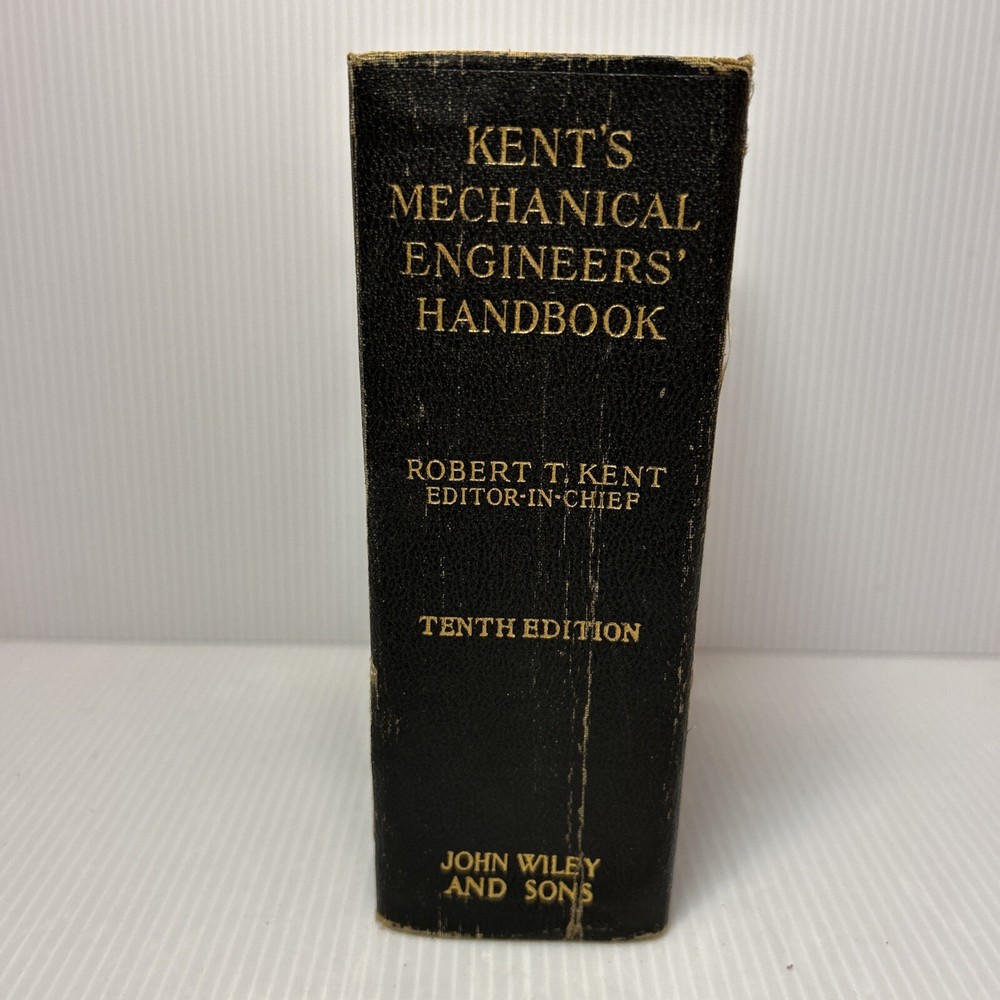 KENT'S
MECHANICAL
ENGINEERS'
HANDBOOK
ROBERT T. KENT
EDITOR-IN-CHIEF
TENTH EDITION
JOHN WILEY
AND SONS